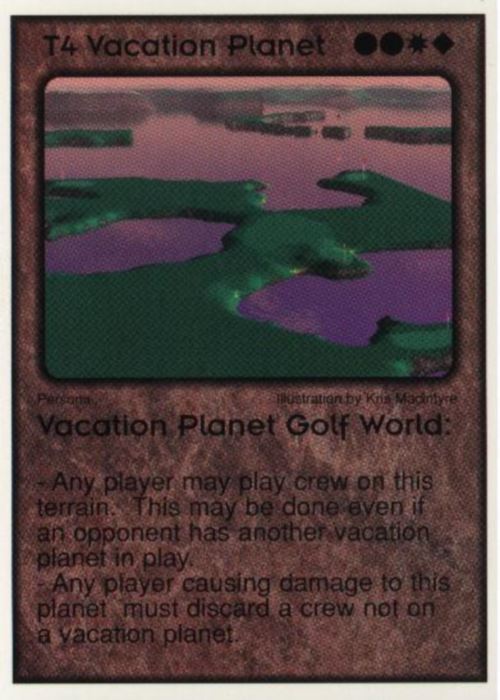 T4 Vacation Planet
Persona
Illustration by Kris MacIntyre
Vacation Planet Golf World:
- Any player may play crew on this
terrain. This may be done even if
an opponent has another vacation
planet in play.
- Any player causing damage to this
planet must discard a crew not on
a vacation planet.